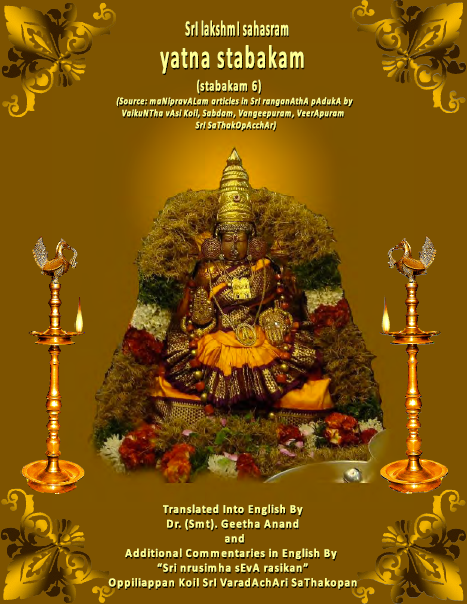 SrI lakshmI sahasram
yatna stabakam
(stabakam 6)
(Source: maNipravALam articles in SrI ranganAthA pAdukA by
VaikuNTha vAsi Koil, Sabdam, Vangeepuram, VeerApuram
SrI SaThakOpAcchAr)
Translated Into English By
Dr. (Smt). Geetha Anand
and
Additional Commentaries in English By
“Sri nrusimha sEvA rasikan”
Oppiliappan Koil SrI VaradAchAri SaThakopan